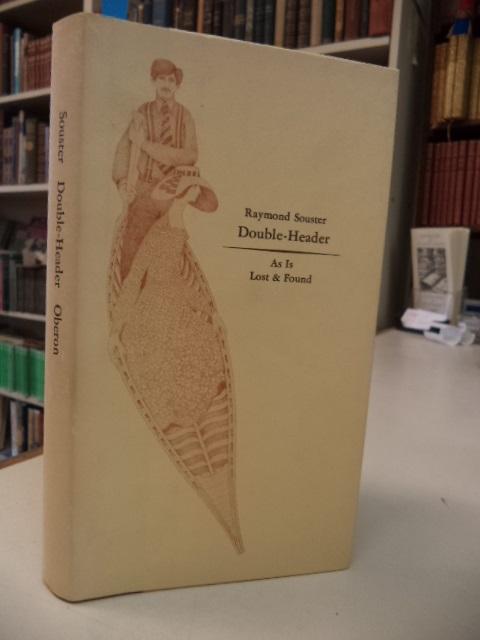 Souster Double-Header Oberon
Raymond Souster
Double-Header
As Is
Lost & Found